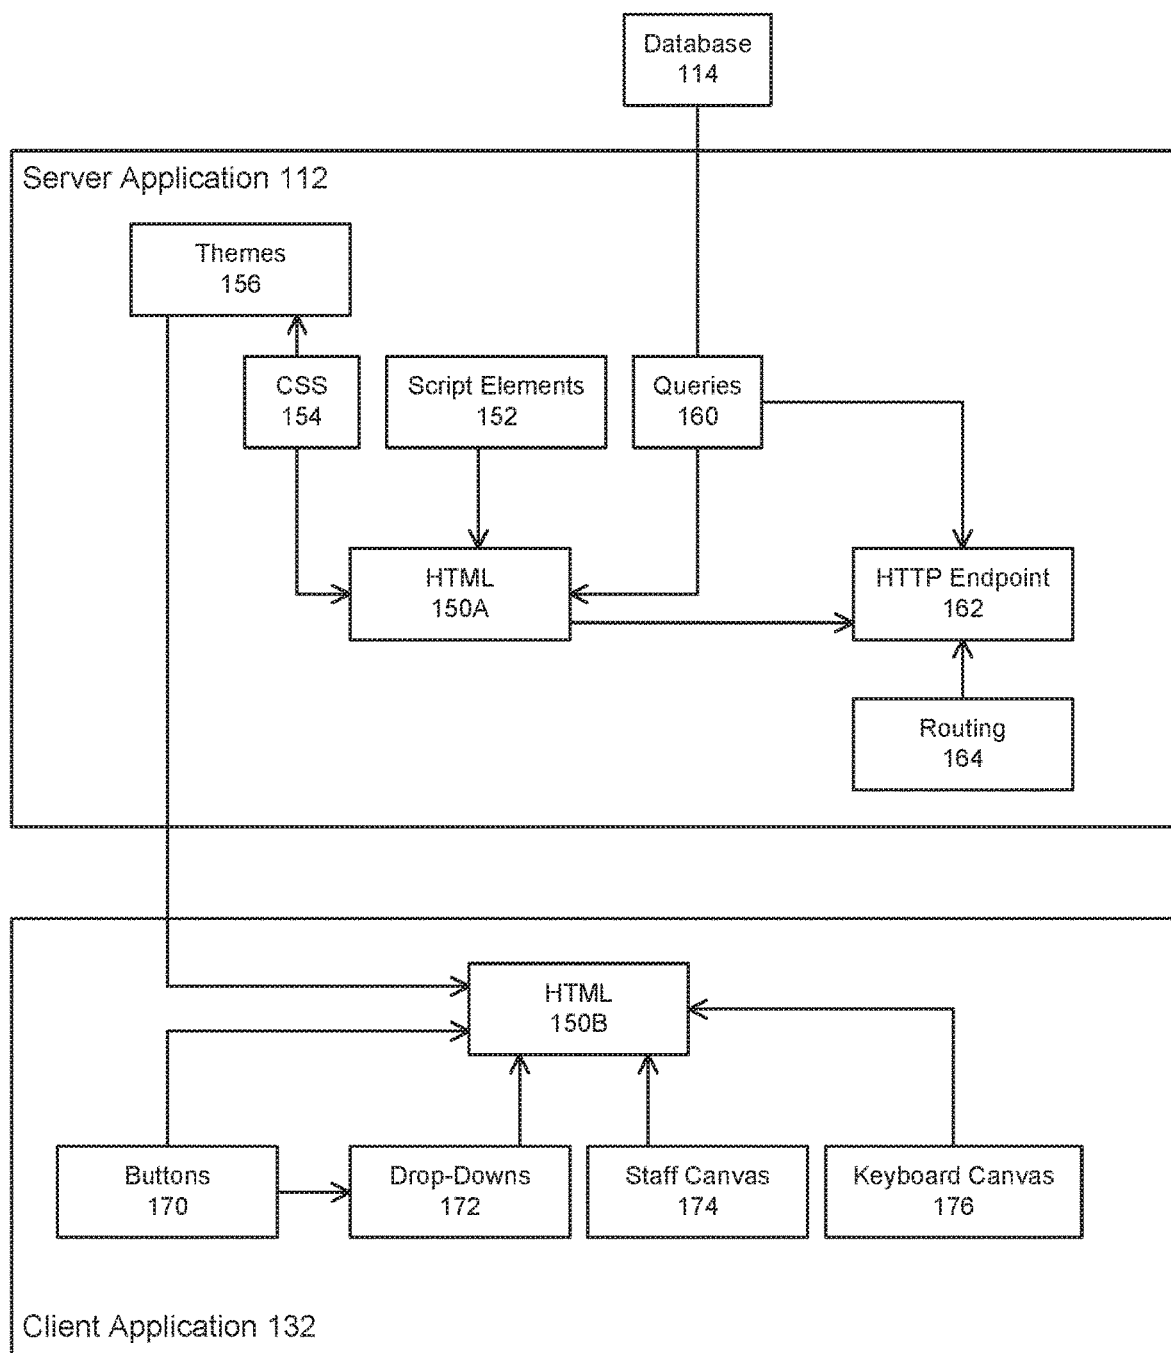 Database
114
Server Application 112
Themes
156
CSS
154
Script Elements
152
Queries
160
HTML
150A
HTTP Endpoint
162
Routing
164
HTML
150B
Buttons
170
Drop-Downs
172
Staff Canvas
174
Keyboard Canvas
176
Client Application 132